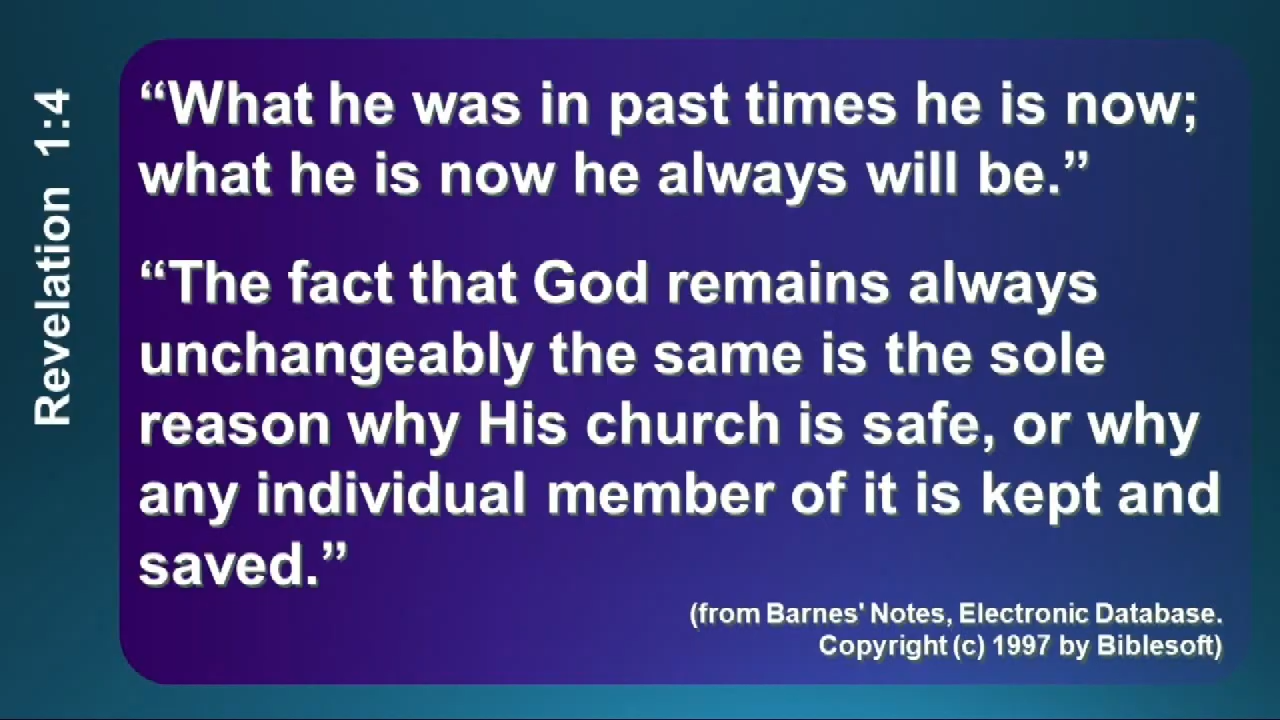 Revelation 1:4
“What he was in past times he is now;
what he is now he always will be.”
“The fact that God remains always
unchangeably the same is the sole
reason why His church is safe, or why
any individual member of it is kept and
saved.”
(from Barnes' Notes, Electronic Database.
Copyright (c) 1997 by Biblesoft)